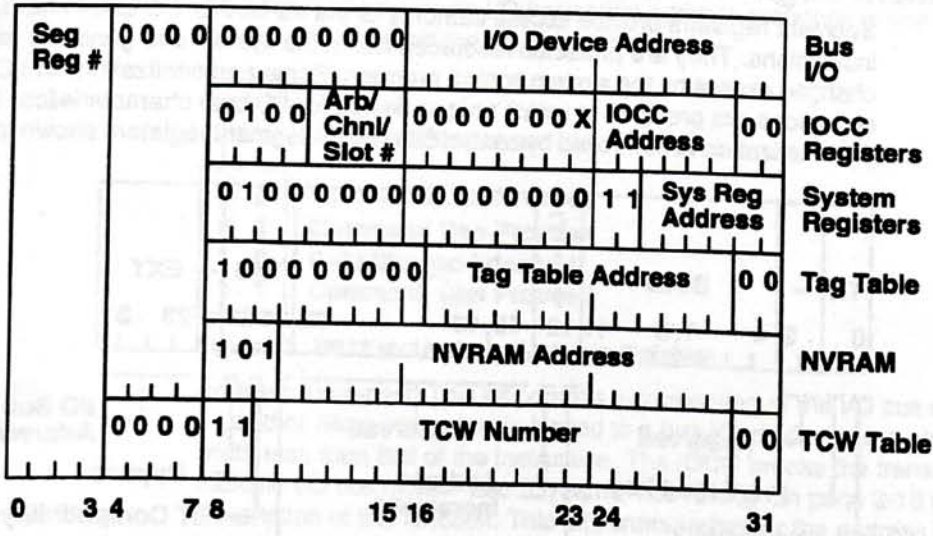 Seg 0 0 0 0 0 0 0 0 0 0 0 0 I/O Device Address Bus
Reg # I/O
Arb/
0 1 0 0 Chnl/ 0 0 0 0 0 0 0 X IOCC 0 0 IOCC
Slot # Address Registers
0 1 0 0 0 0 0 0 0 0 0 0 0 0 0 0 1 1 Sys Reg System
Address Registers
1 0 0 0 0 0 0 0 0 Tag Table Address 0 0 Tag Table
1 0 1 NVRAM Address NVRAM
0 0 0 0 1 1 TCW Number 0 0 TCW Table
0 3 4 7 8 15 16 23 24 31